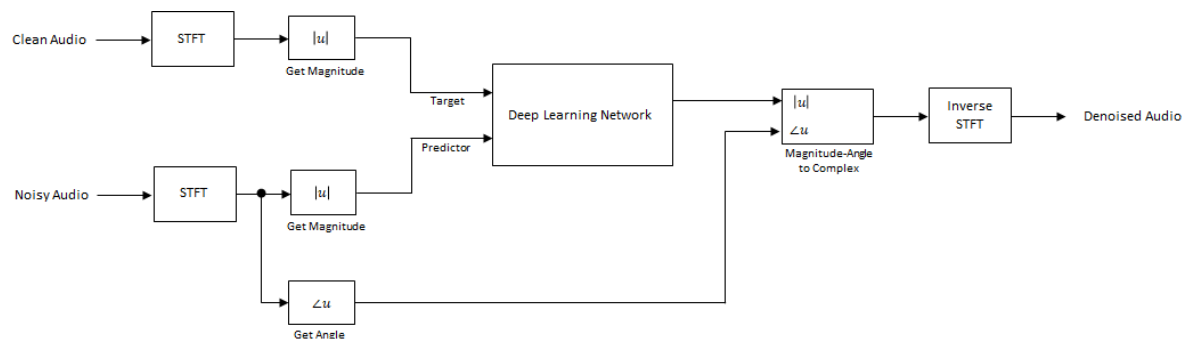 Clean Audio
STFT
|u|
Get Magnitude
Target
Deep Learning Network
Predictor
|u|
∠u
Magnitude-Angle
to Complex
Inverse
STFT
Denoised Audio
Noisy Audio
STFT
|u|
Get Magnitude
∠u
Get Angle